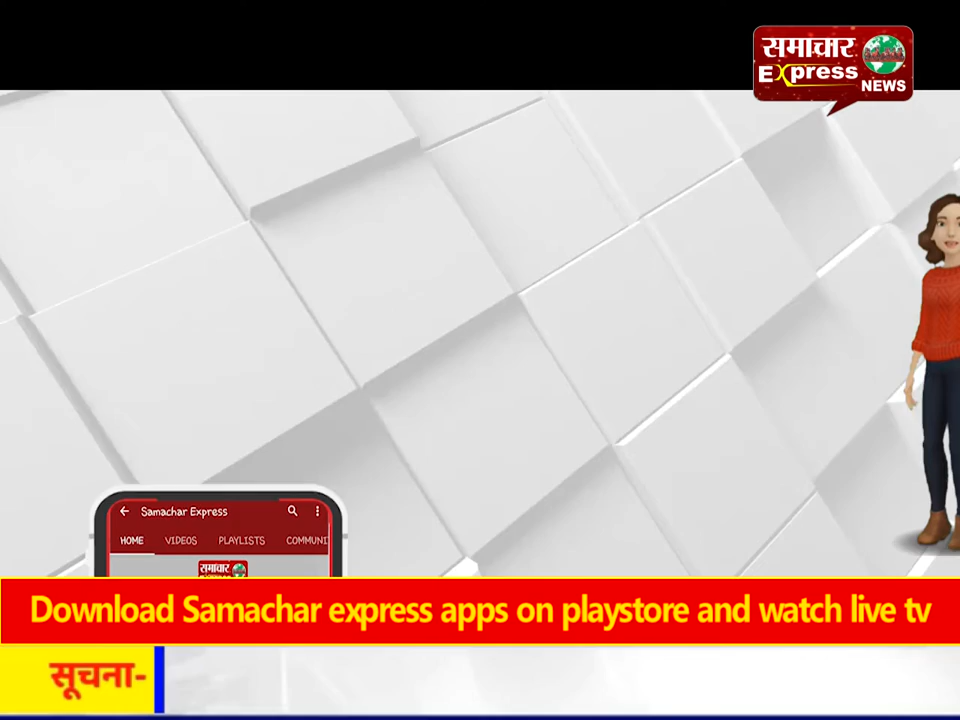 समाचार
Express
NEWS
Samachar Express
HOME VIDEOS PLAYLISTS COMMUNI
समाचार
Download Samachar express apps on playstore and watch live tv
सूचना-